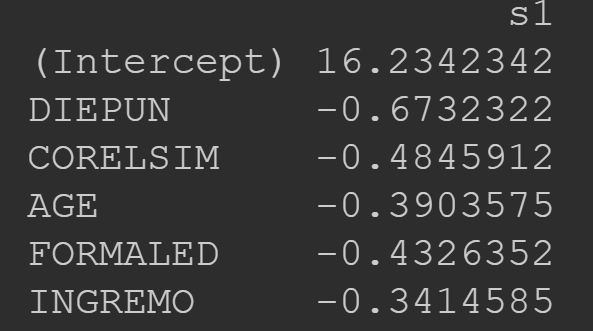 s1
(Intercept) 16.2342342
DIEPUN -0.6732322
CORELSIM -0.4845912
AGE -0.3903575
FORMALED -0.4326352
INGREMO -0.3414585